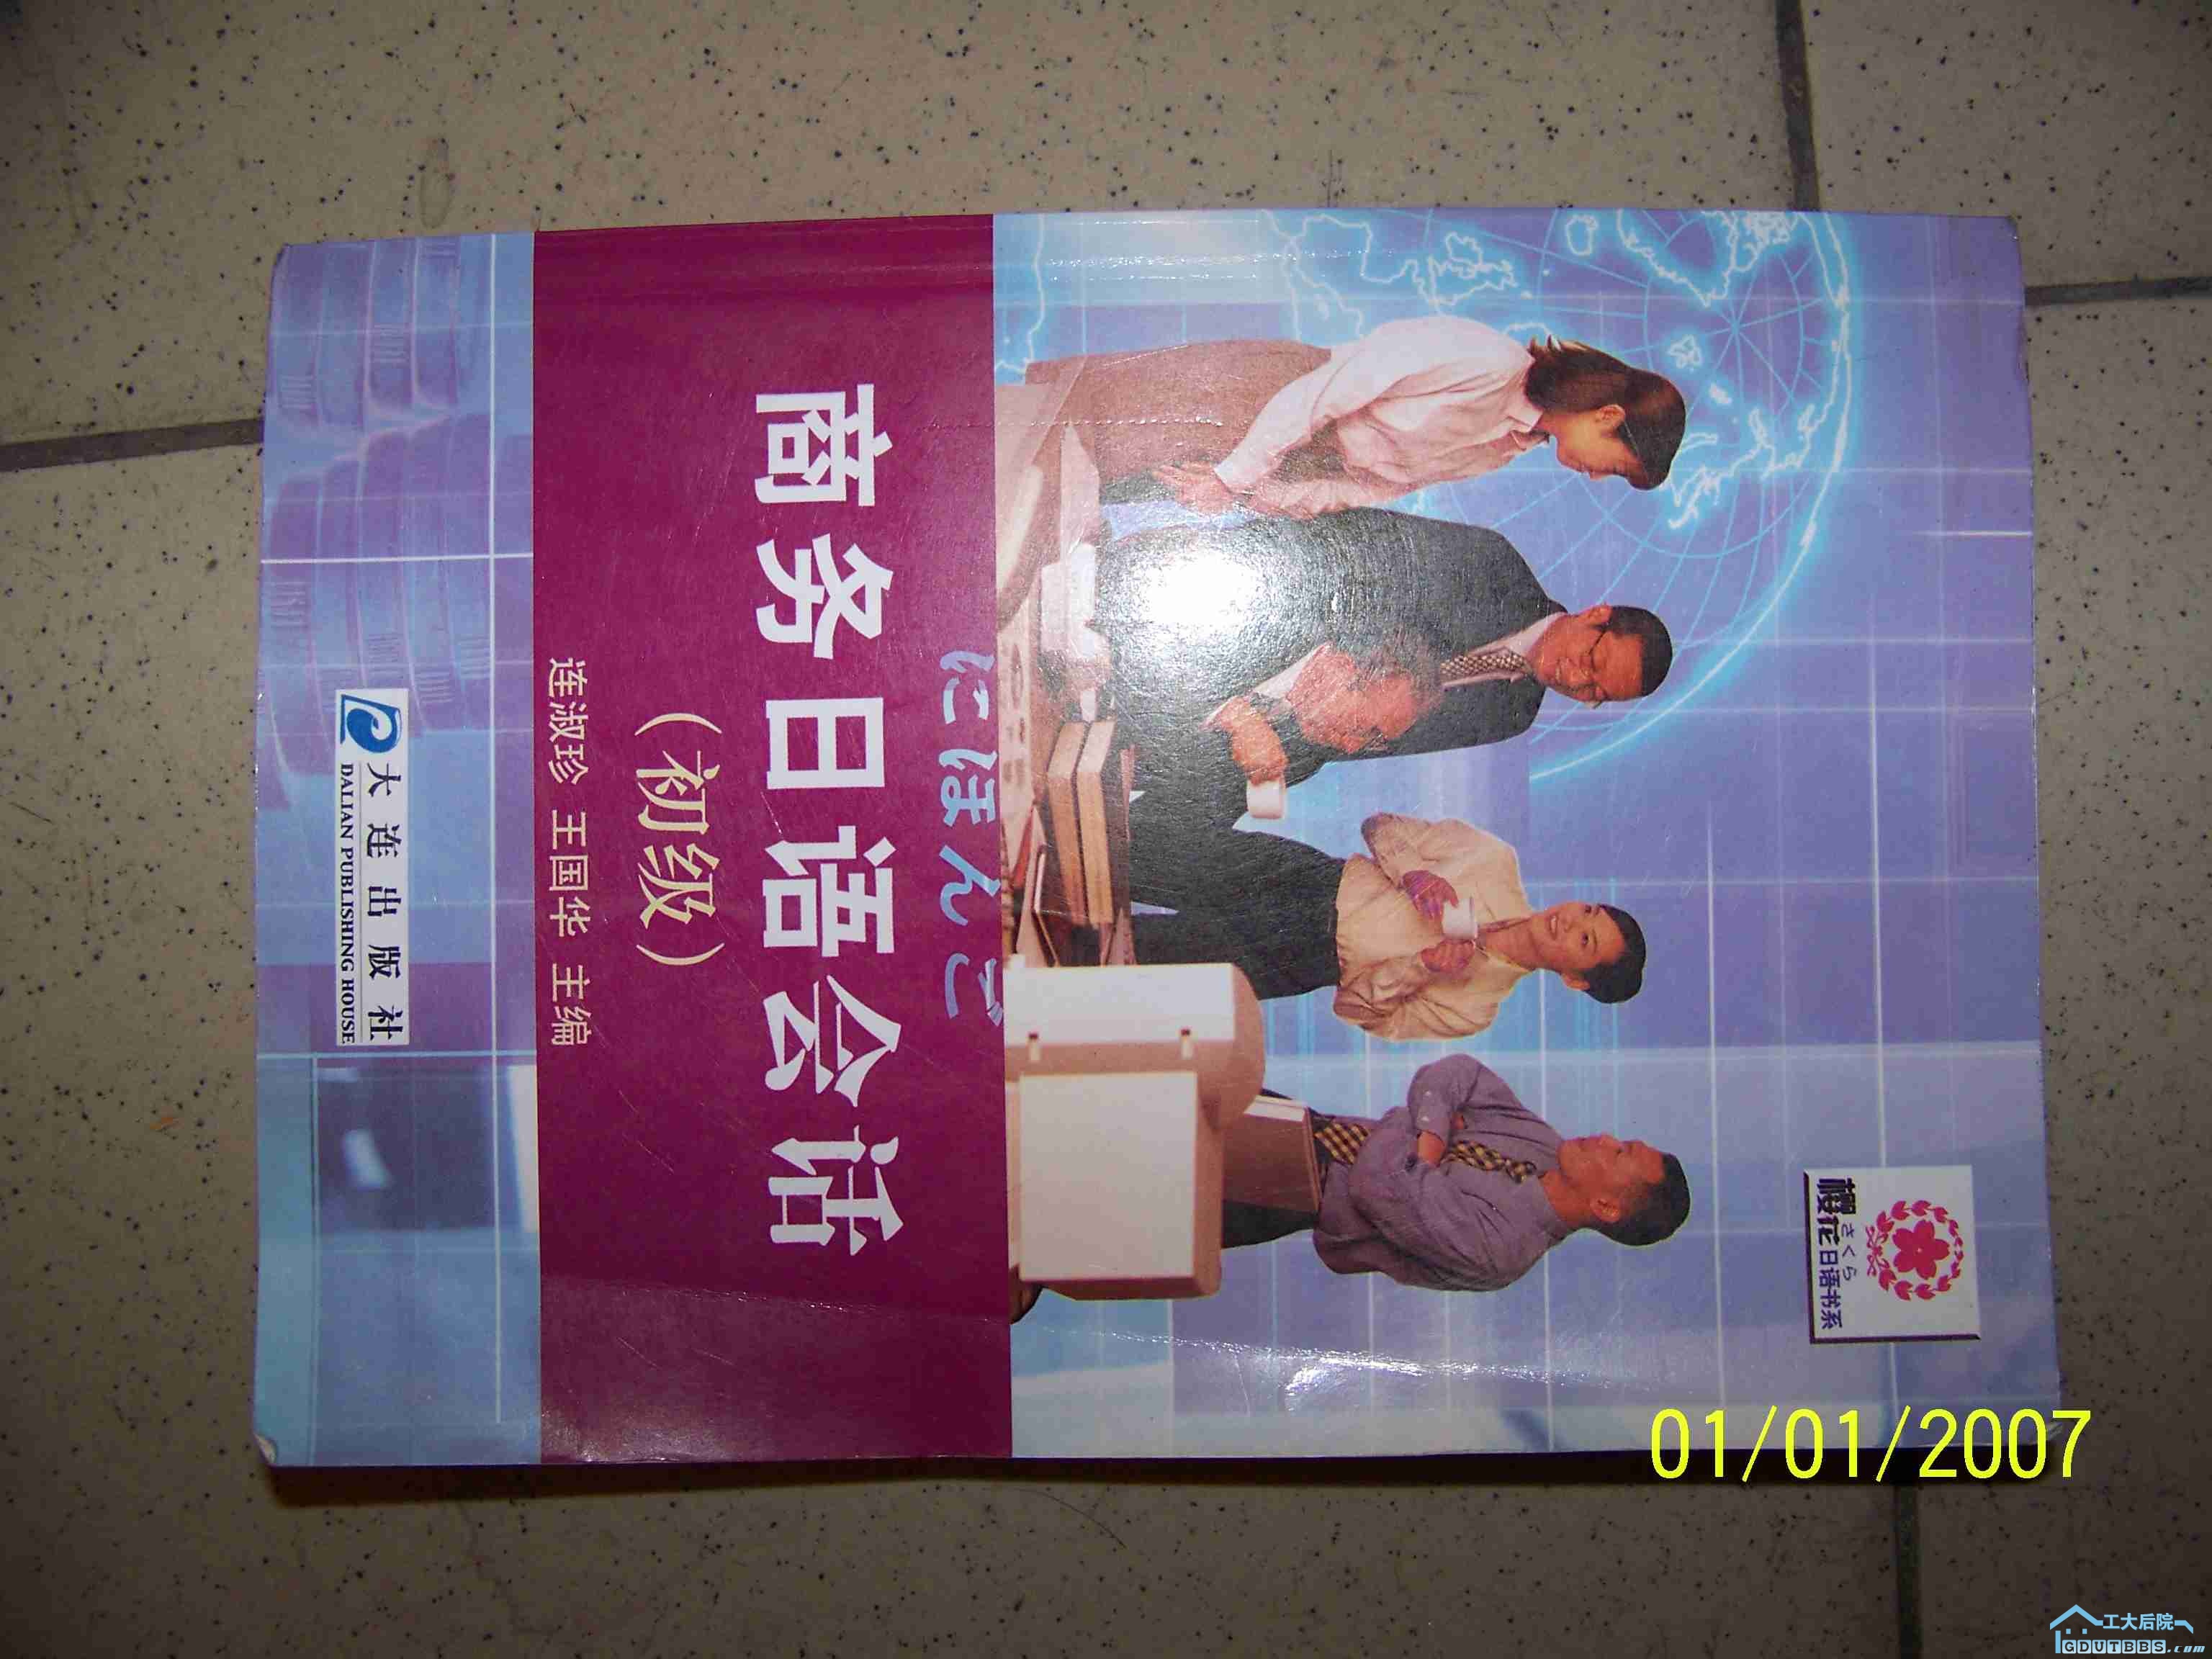 櫻花日语书系
さくら
にほんご
商务日语会话
（初级）
连淑珍 王国华 主编
大连出版社
DALIAN PUBLISHING HOUSE
01/01/2007
工大后院
GDUTBBS.com